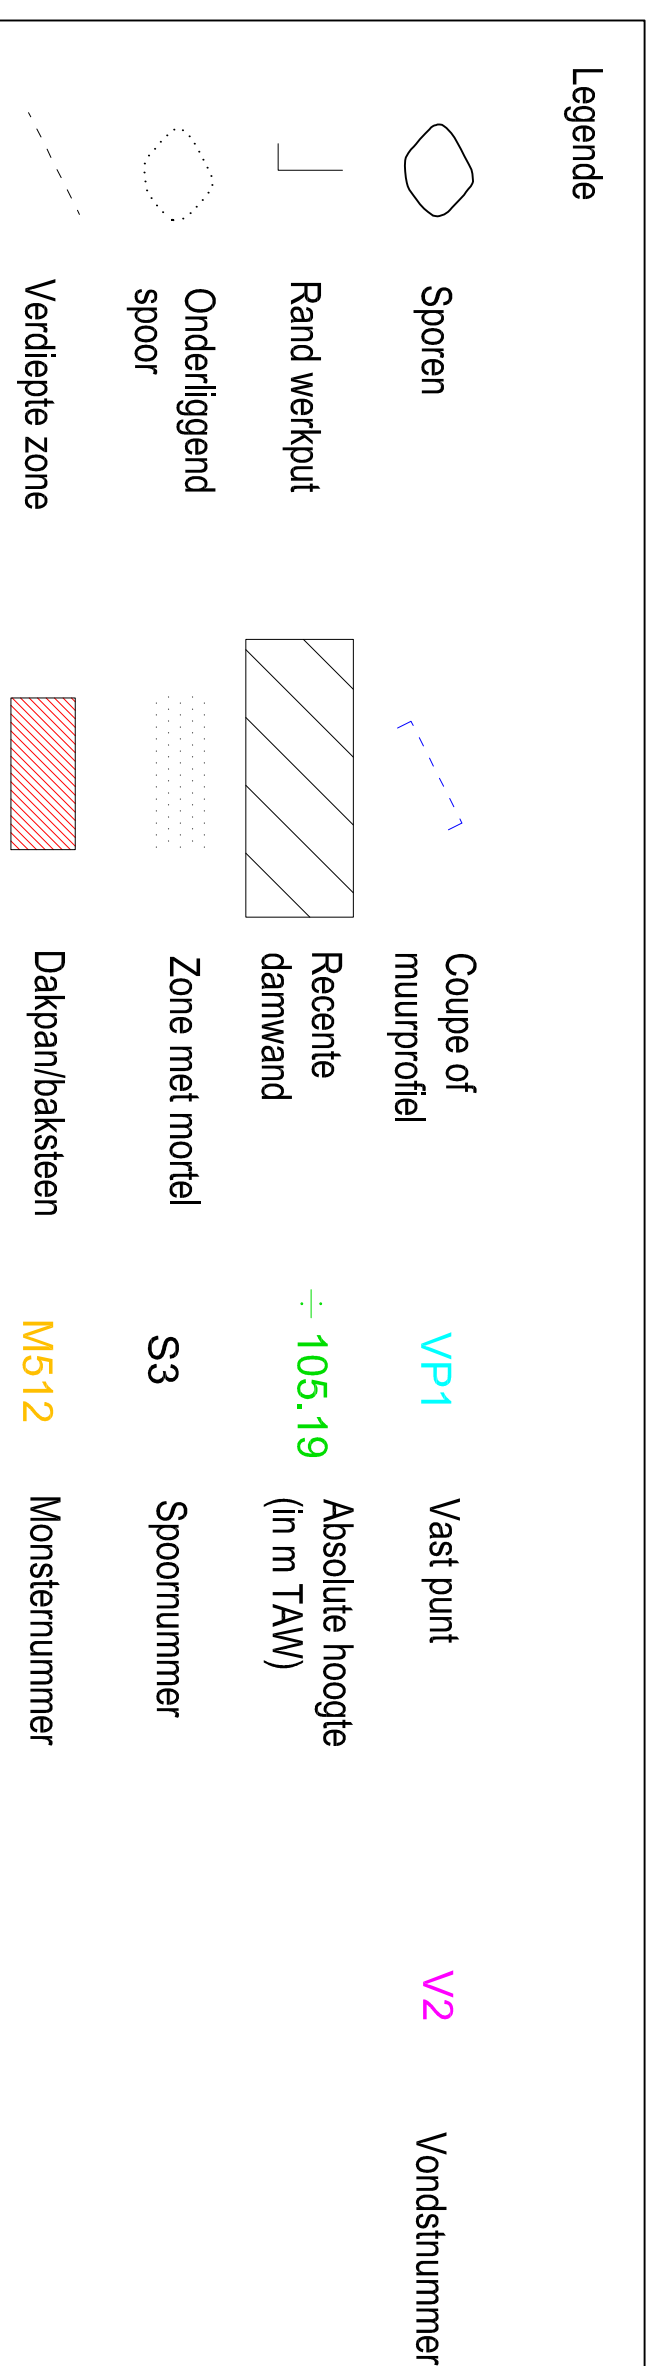 Legende
Sporen
Rand werkput
Onderliggend
spoor
Verdiepte zone
Coupe of
muurprofiel
Recente
damwand
Zone met mortel
Dakpan/baksteen
VP1 Vast punt
105.19 Absolute hoogte
(in m TAW)
S3 Spoornummer
M512 Monsternummer
V2 Vondstnummer